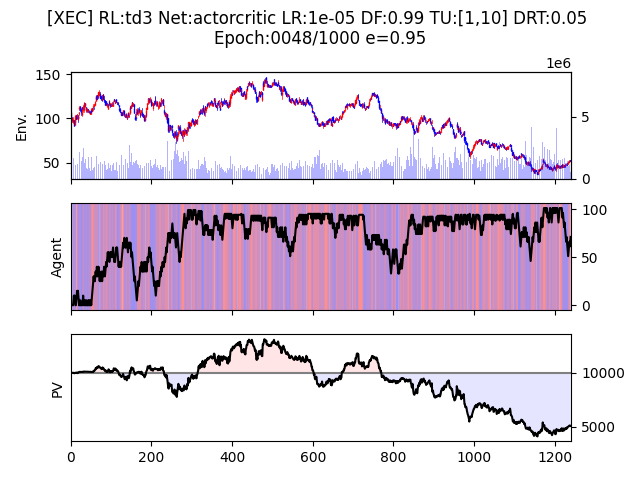 [XEC] RL:td3 Net:actorcritic LR:1e-05 DF:0.99 TU:[1,10] DRT:0.05
Epoch:0048/1000 e=0.95
1e6
150
100
50
Env.
5
0
Agent
100
50
0
PV
10000
5000
0 200 400 600 800 1000 1200